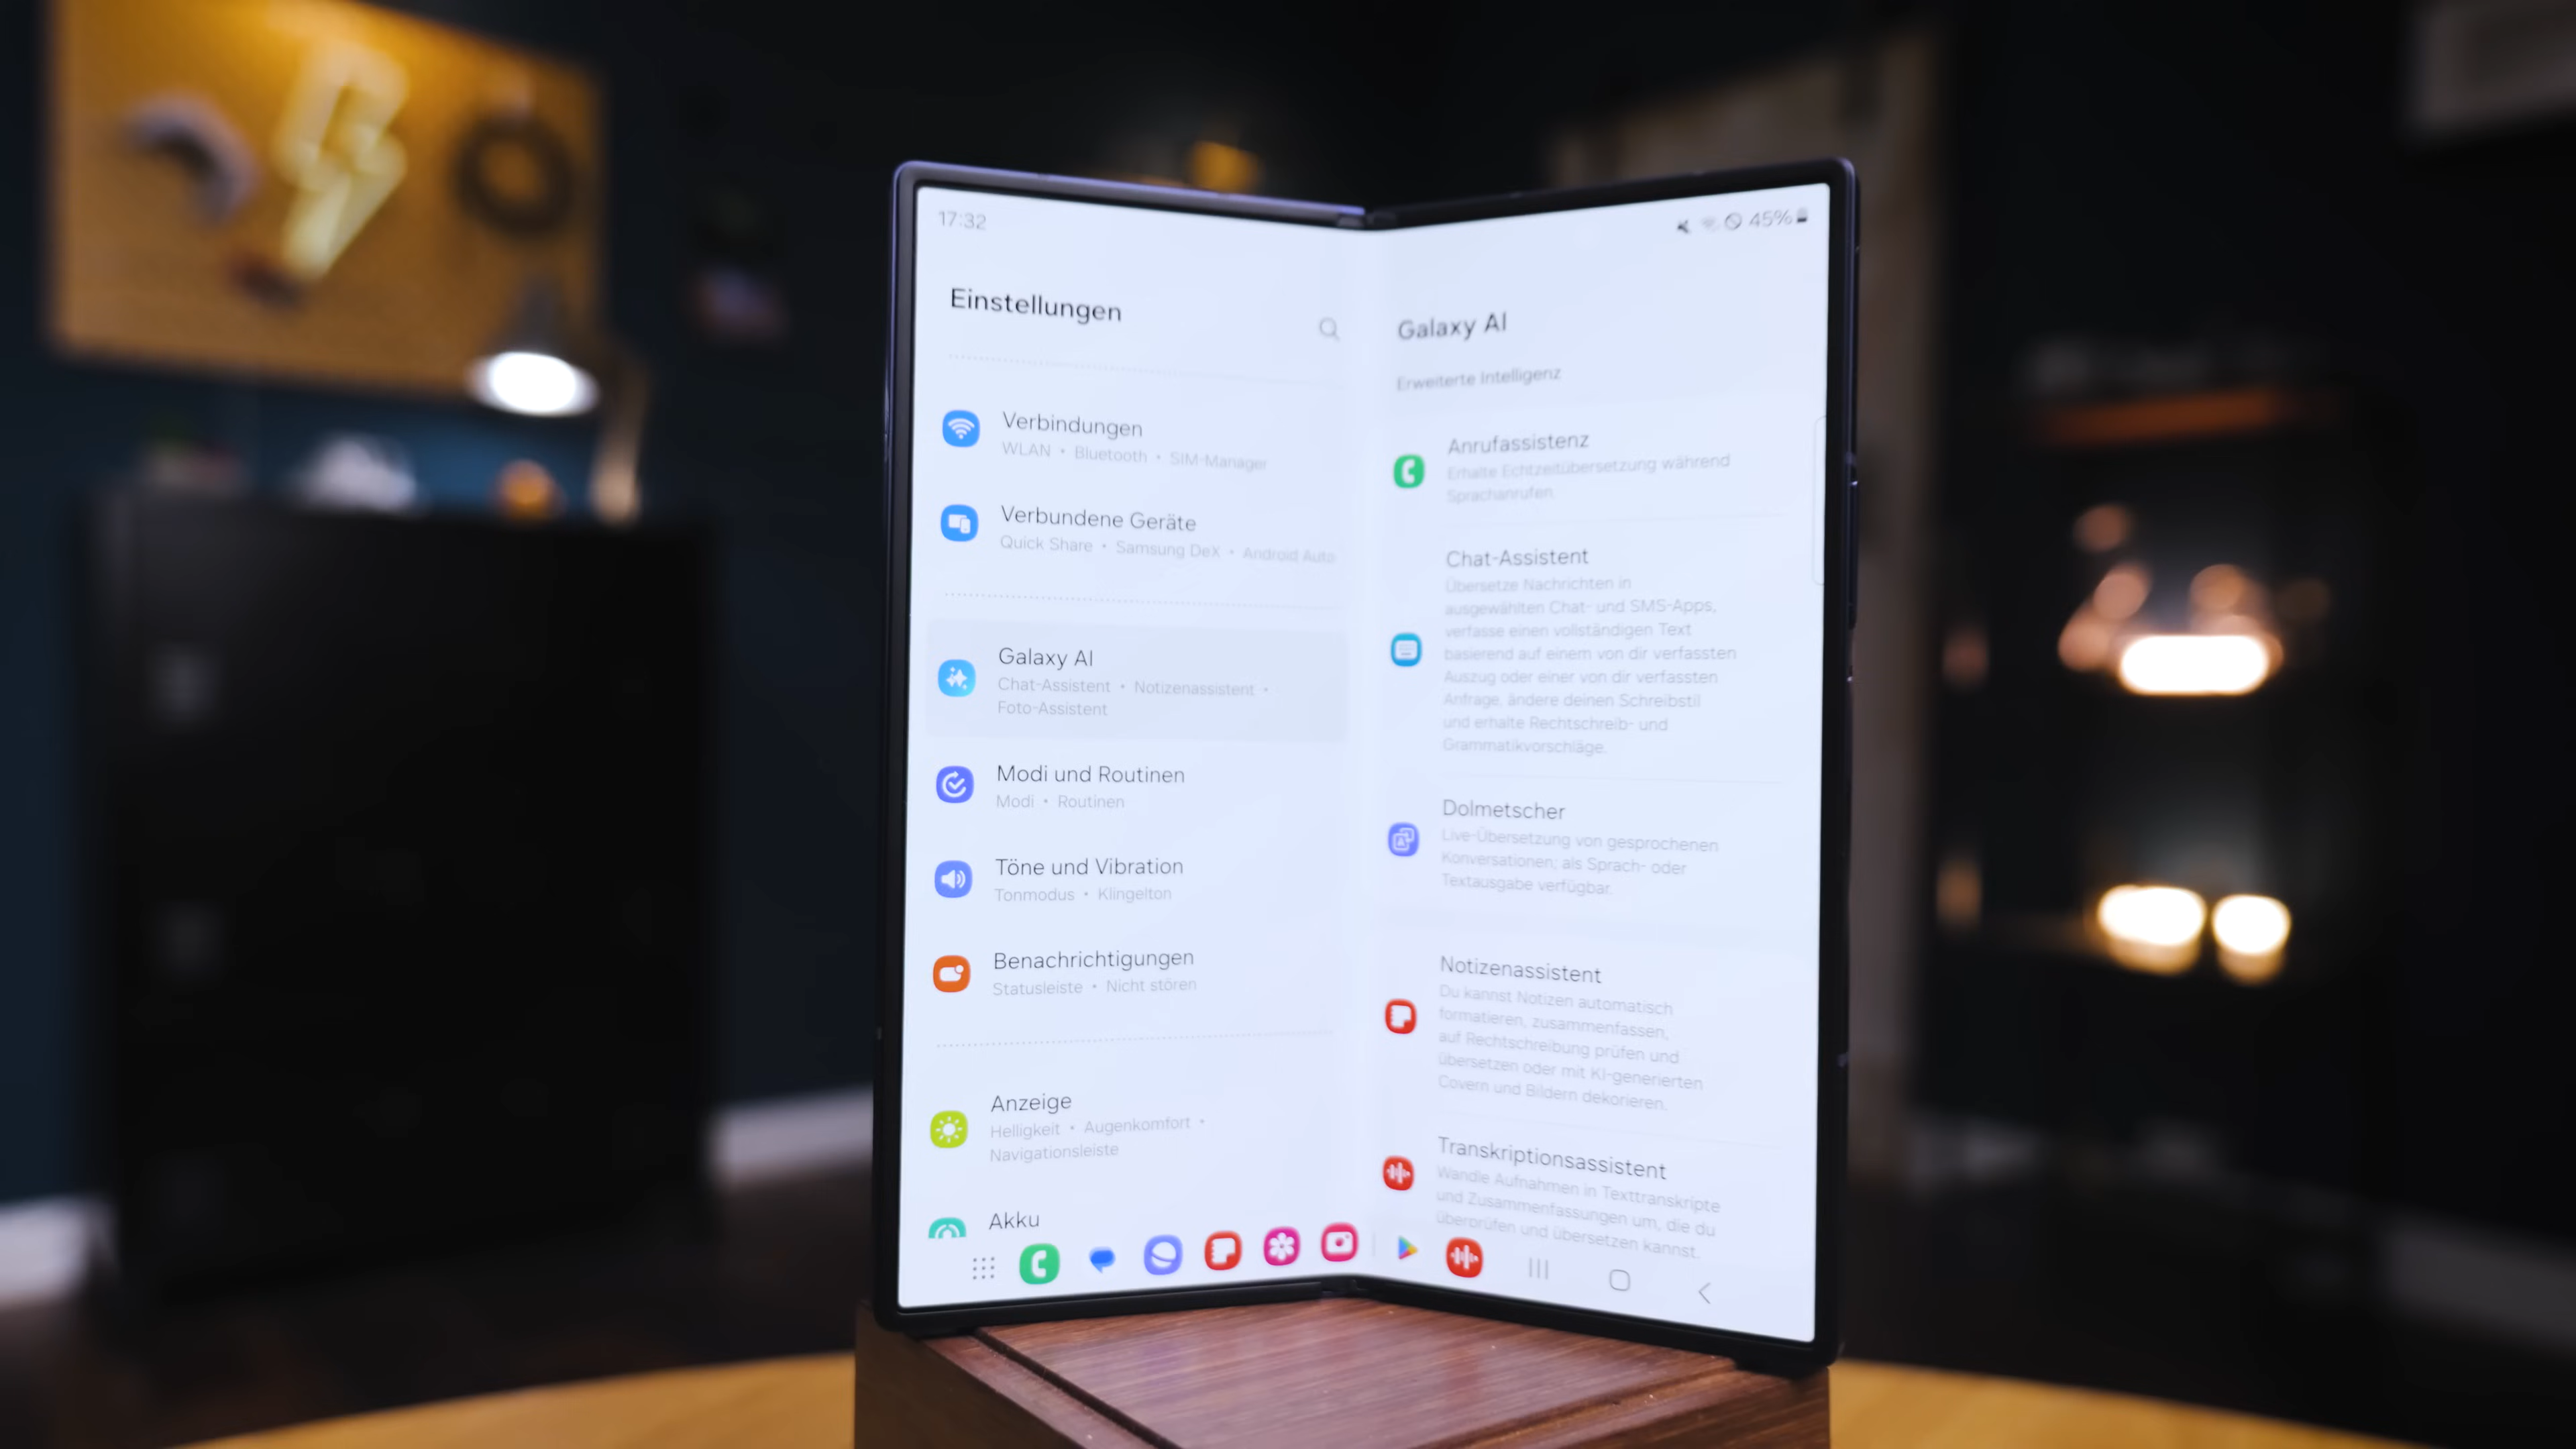 17:32
Einstellungen
Verbindungen
WLAN • Bluetooth • SIM-Manager
Verbundene Geräte
Quick Share • Samsung DeX • Android Auto
Galaxy AI
Chat-Assistent • Notizenassistent •
Foto-Assistent
Modi und Routinen
Modi • Routinen
Töne und Vibration
Tonmodus • Klingelton
Benachrichtigungen
Statusleiste • Nicht stören
Anzeige
Helligkeit • Augenkomfort •
Navigationsleiste
Akku
45%
Galaxy AI
Erweiterte Intelligenz
Anrufassistenz
Erhalte Echtzeitübersetzung während
Sprachanrufen.
Chat-Assistent
Übersetze Nachrichten in
ausgewählten Chat- und SMS-Apps,
verfasse einen vollständigen Text
basierend auf einem von dir verfassten
Auszug oder einer von dir verfassten
Anfrage, ändere deinen Schreibstil
und erhalte Rechtschreib- und
Grammatikvorschläge.
Dolmetscher
Live-Übersetzung von gesprochenen
Konversationen; als Sprach- oder
Textausgabe verfügbar.
Notizenassistent
Du kannst Notizen automatisch
formatieren, zusammenfassen,
auf Rechtschreibung prüfen und
übersetzen oder mit KI-generierten
Covern und Bildern dekorieren.
Transkriptionsassistent
Wandle Aufnahmen in Texttranskripte
und Zusammenfassungen um, die du
überprüfen und übersetzen kannst.